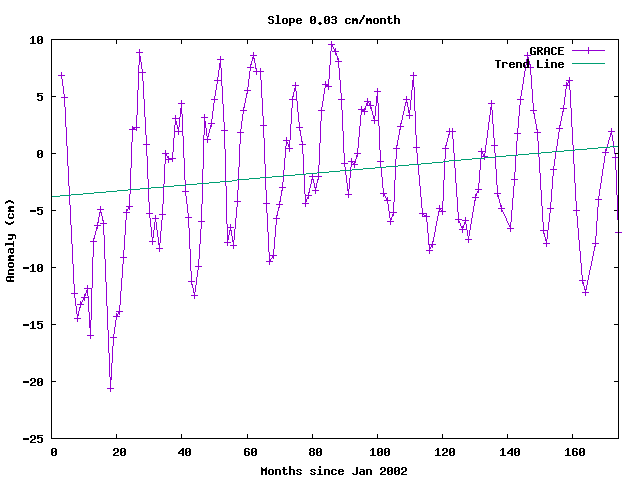 Slope 0.03 cm/month
GRACE
Trend Line
Anomaly (cm)
10
5
0
-5
-10
-15
-20
-25
0 20 40 60 80 100 120 140 160
Months since Jan 2002